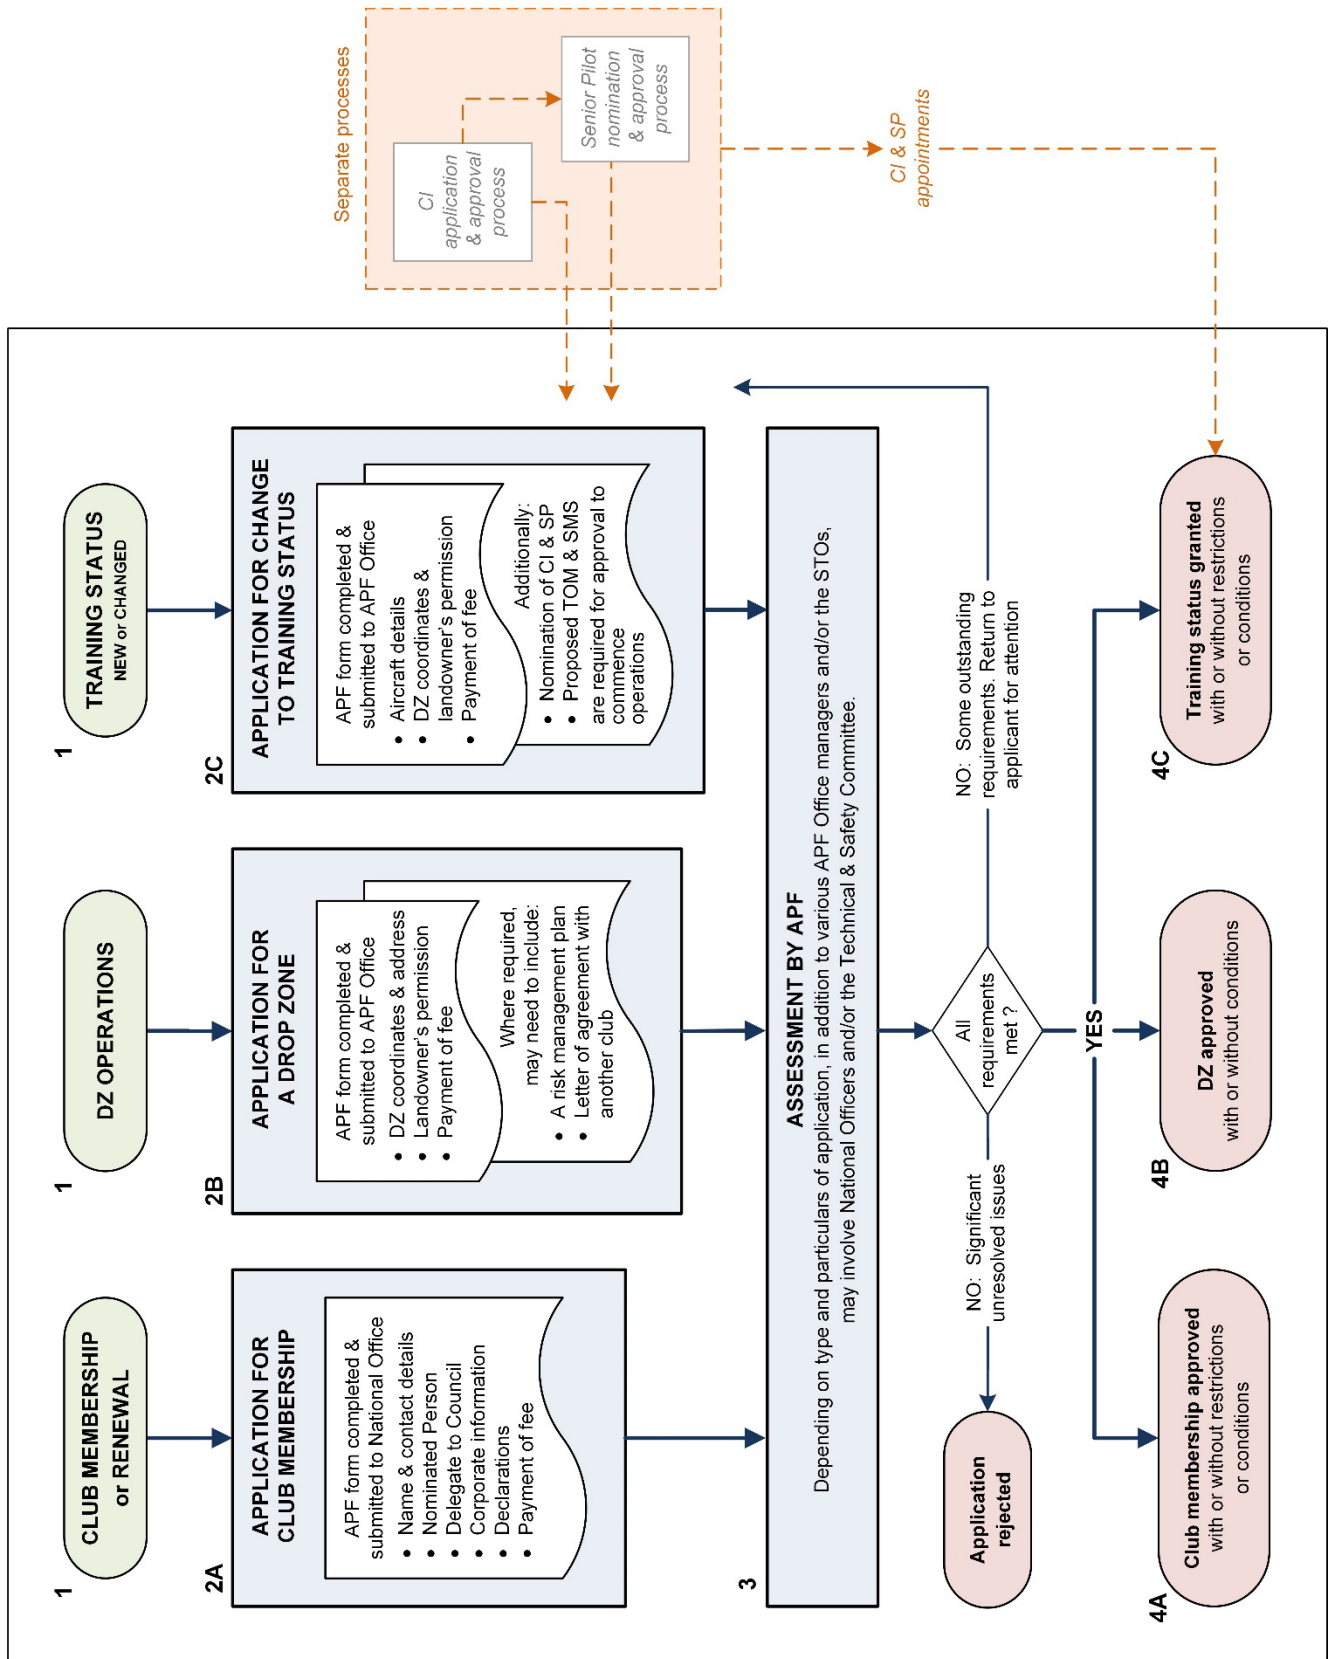 1
CLUB MEMBERSHIP
or RENEWAL
1
DZ OPERATIONS
1
TRAINING STATUS
NEW or CHANGED
2A
APPLICATION FOR
CLUB MEMBERSHIP
APF form completed &
submitted to National Office
• Name & contact details
• Nominated Person
• Delegate to Council
• Corporate information
• Declarations
• Payment of fee
2B
APPLICATION FOR
A DROP ZONE
APF form completed &
submitted to APF Office
• DZ coordinates & address
• Landowner's permission
• Payment of fee
Where required,
may need to include:
• A risk management plan
• Letter of agreement with
another club
2C
APPLICATION FOR CHANGE
TO TRAINING STATUS
APF form completed &
submitted to APF Office
• Aircraft details
• DZ coordinates &
landowner's permission
• Payment of fee
Additionally:
• Nomination of CI & SP
• Proposed TOM & SMS
are required for approval to
commence
operations
Separate processes
CI
application
& approval
process
Senior Pilot
nomination
& approval
process
CI & SP
appointments
3
ASSESSMENT BY APF
Depending on type and particulars of application, in addition to various APF Office managers and/or the STOs,
may involve National Officers and/or the Technical & Safety Committee.
Application
rejected
NO: Significant
unresolved issues
All
requirements
met ?
NO: Some outstanding
requirements. Return to
applicant for attention
YES
4A
Club membership approved
with or without restrictions
or conditions
4B
DZ approved
with or without conditions
4C
Training status granted
with or without restrictions
or conditions